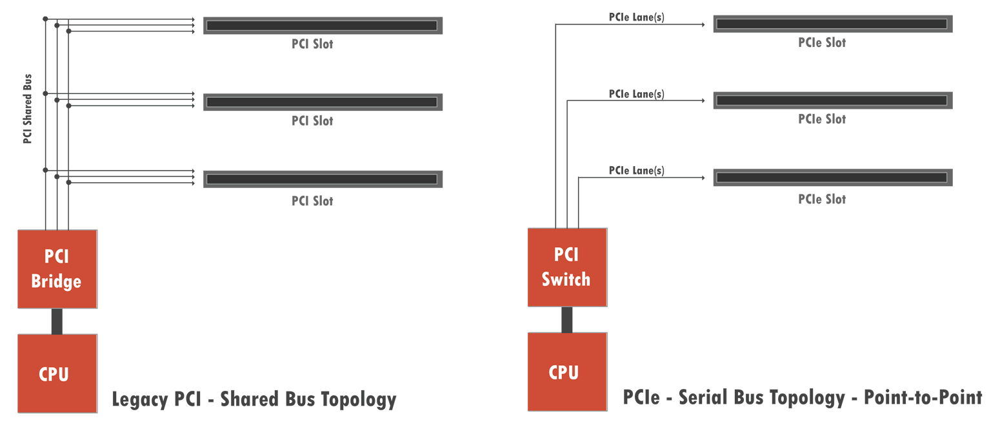 PCI Shared Bus
PCI Slot
PCI Slot
PCI Slot
PCI
Bridge
CPU
Legacy PCI - Shared Bus Topology
PCIe Lane(s)
PCIe Slot
PCIe Lane(s)
PCIe Slot
PCIe Lane(s)
PCIe Slot
PCI
Switch
CPU
PCIe - Serial Bus Topology - Point-to-Point